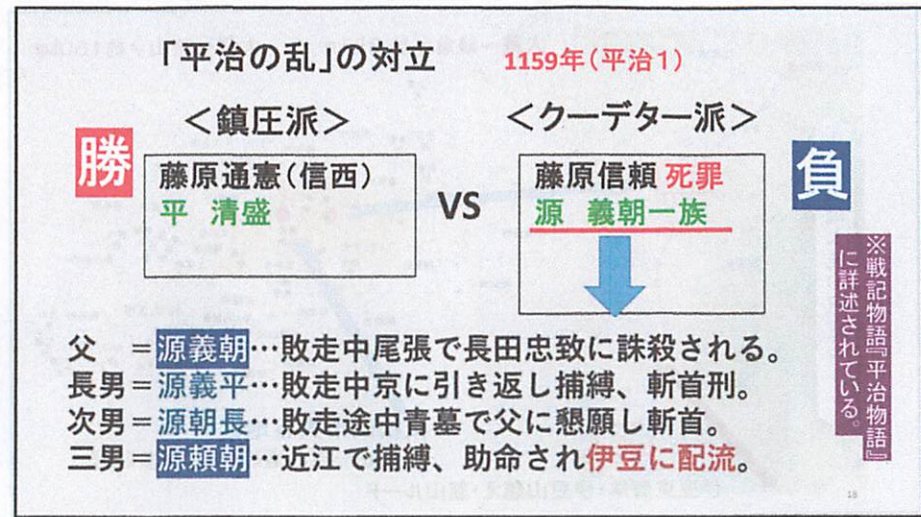 「平治の乱」の対立 1159年(平治1)
<鎮圧派>
<クーデター派>
勝
藤原通憲(信西)
平 清盛
VS
藤原信頼 死罪
源 義朝一族
負
※戦記物語『平治物語』
に詳述されている。
父 =源義朝…敗走中尾張で長田忠致に誅殺される。
長男=源義平…敗走中京に引き返し捕縛、斬首刑。
次男=源朝長…敗走途中青墓で父に懇願し斬首。
三男=源頼朝…近江で捕縛、助命され伊豆に配流。